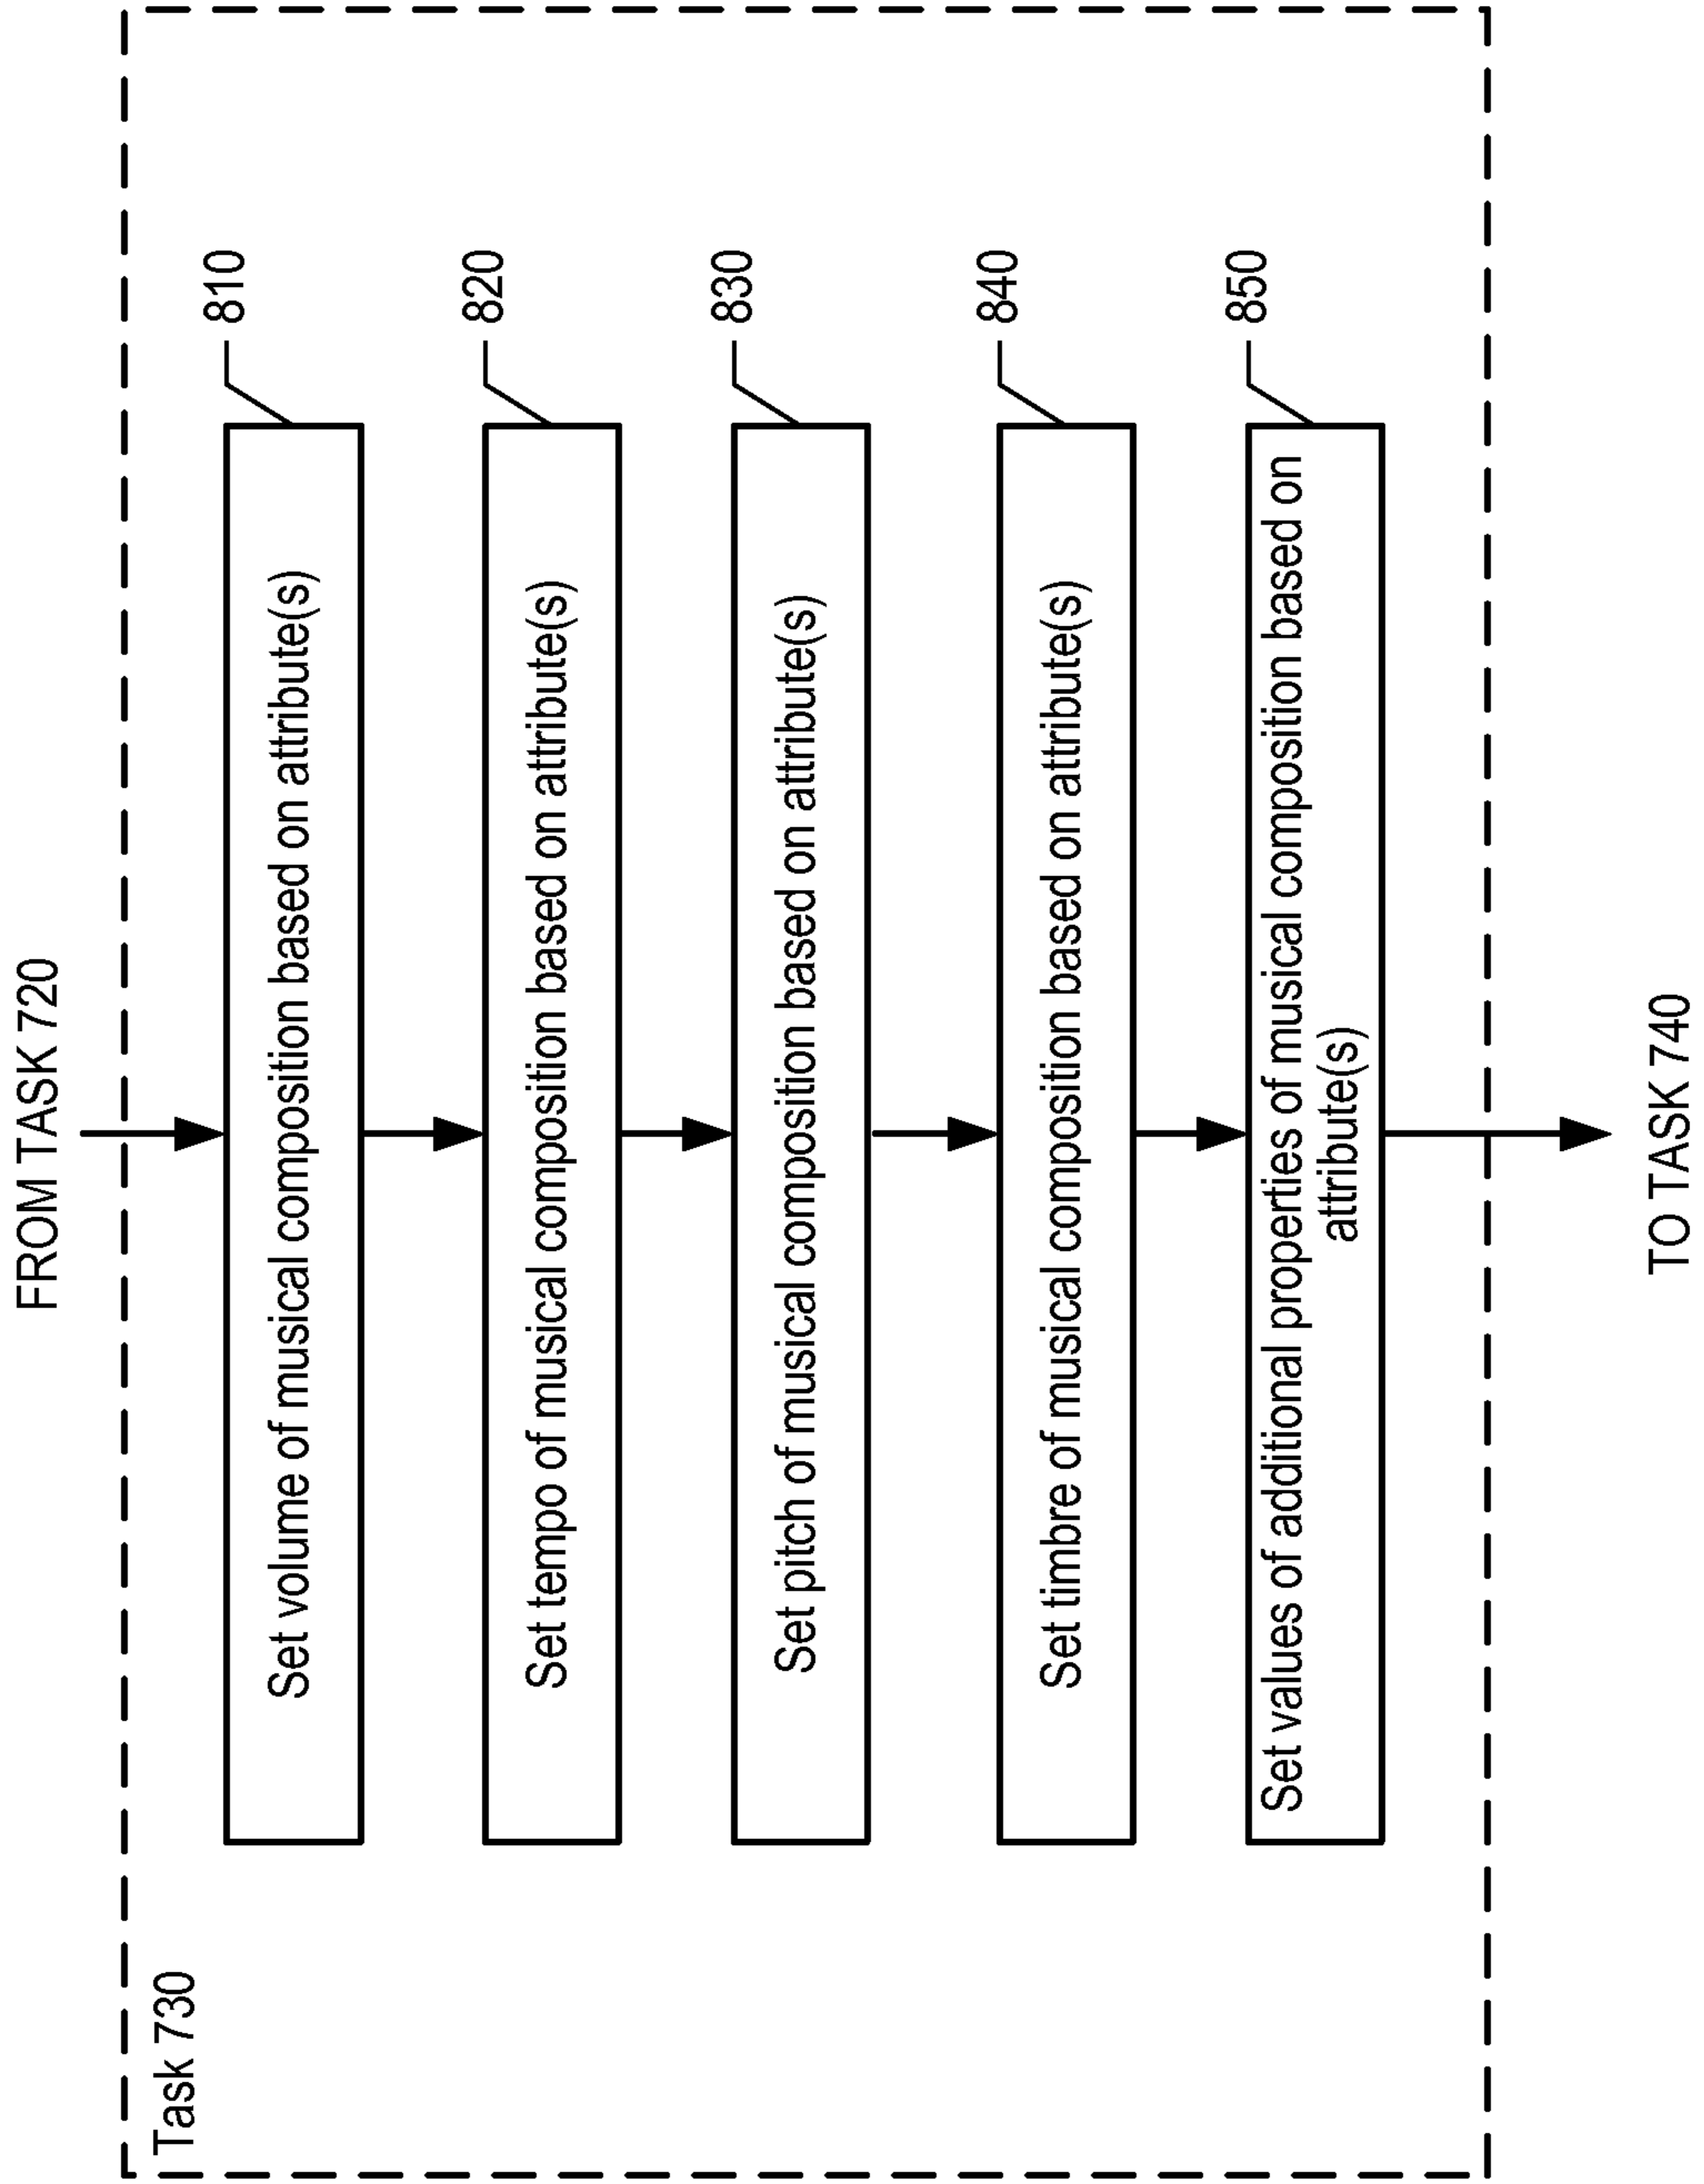 FROM TASK 720
Task 730
810
Set volume of musical composition based on attribute(s)
820
Set tempo of musical composition based on attribute(s)
830
Set pitch of musical composition based on attribute(s)
840
Set timbre of musical composition based on attribute(s)
850
Set values of additional properties of musical composition based on
attribute(s)
TO TASK 740